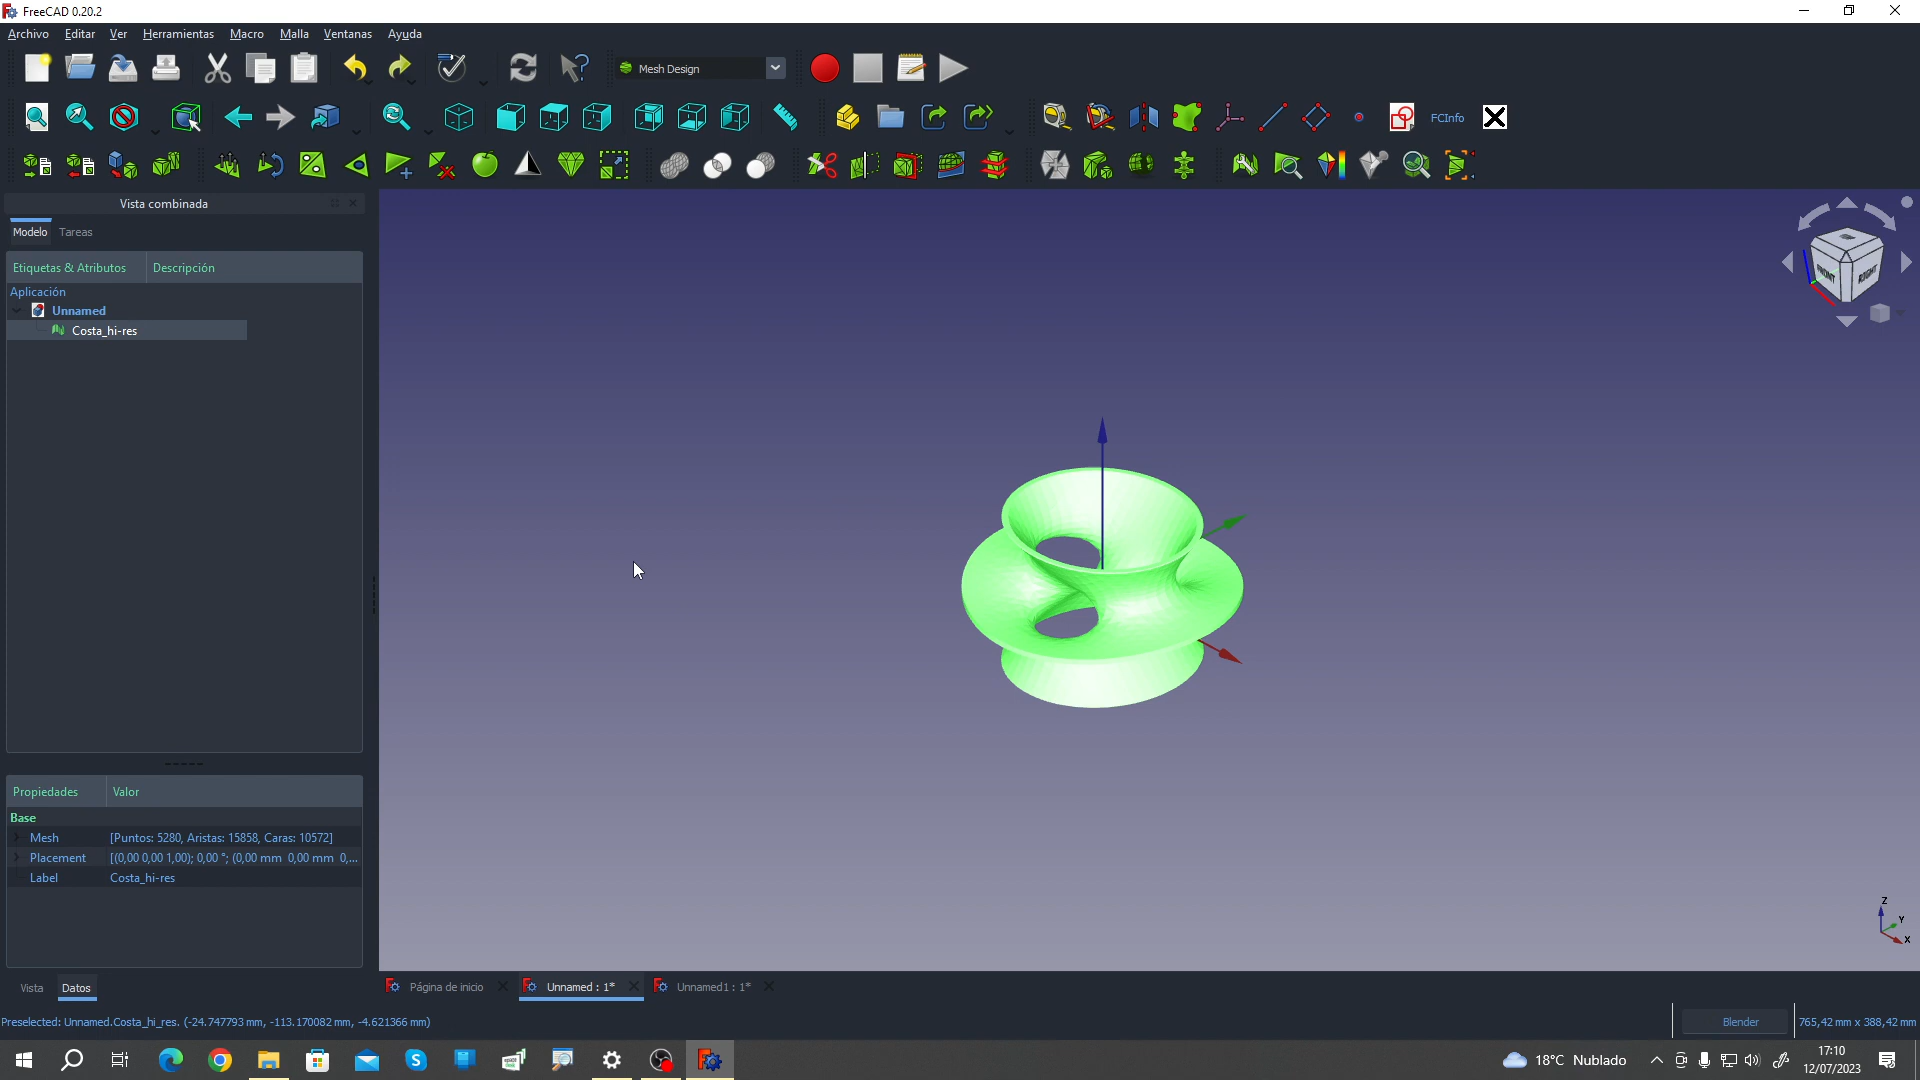 FreeCAD 0.20.2
Archivo Editar Ver Herramientas Macro Malla Ventanas Ayuda
Mesh Design
FCInfo
Vista combinada
Modelo Tareas
Etiquetas & Atributos Descripción
Aplicación
Unnamed
Costa_hi-res
FRONT RIGHT
Propiedades Valor
Base
Mesh [Puntos: 5280, Aristas: 15858, Caras: 10572]
Placement [(0,00 0,00 1,00); 0,00 °; (0,00 mm 0,00 mm 0,...
Label Costa_hi-res
Z
Y
X
Vista Datos
Página de inicio Unnamed : 1* Unnamed1 : 1*
Preselected: Unnamed.Costa_hi_res. (-24.747793 mm, -113.170082 mm, -4.621366 mm)
Blender 765,42 mm x 388,42 mm
18°C Nublado
17:10
12/07/2023